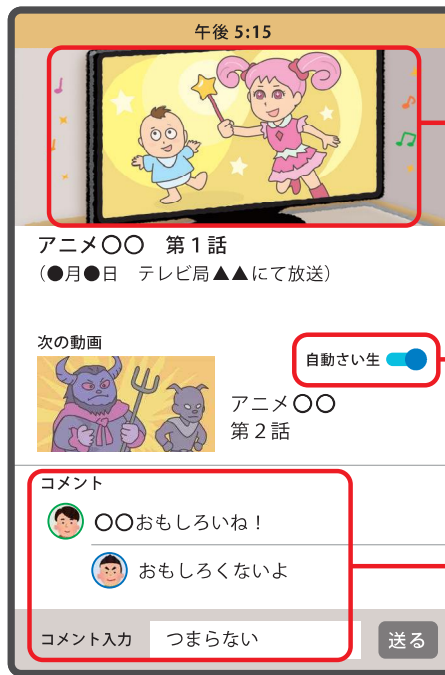 午後 5:15
アニメ〇〇 第1話
(●月●日 テレビ局▲▲にて放送)
次の動画
自動さい生
アニメ〇〇
第2話
コメント
〇〇おもしろいね！
おもしろくないよ
コメント入力 つまらない 送る